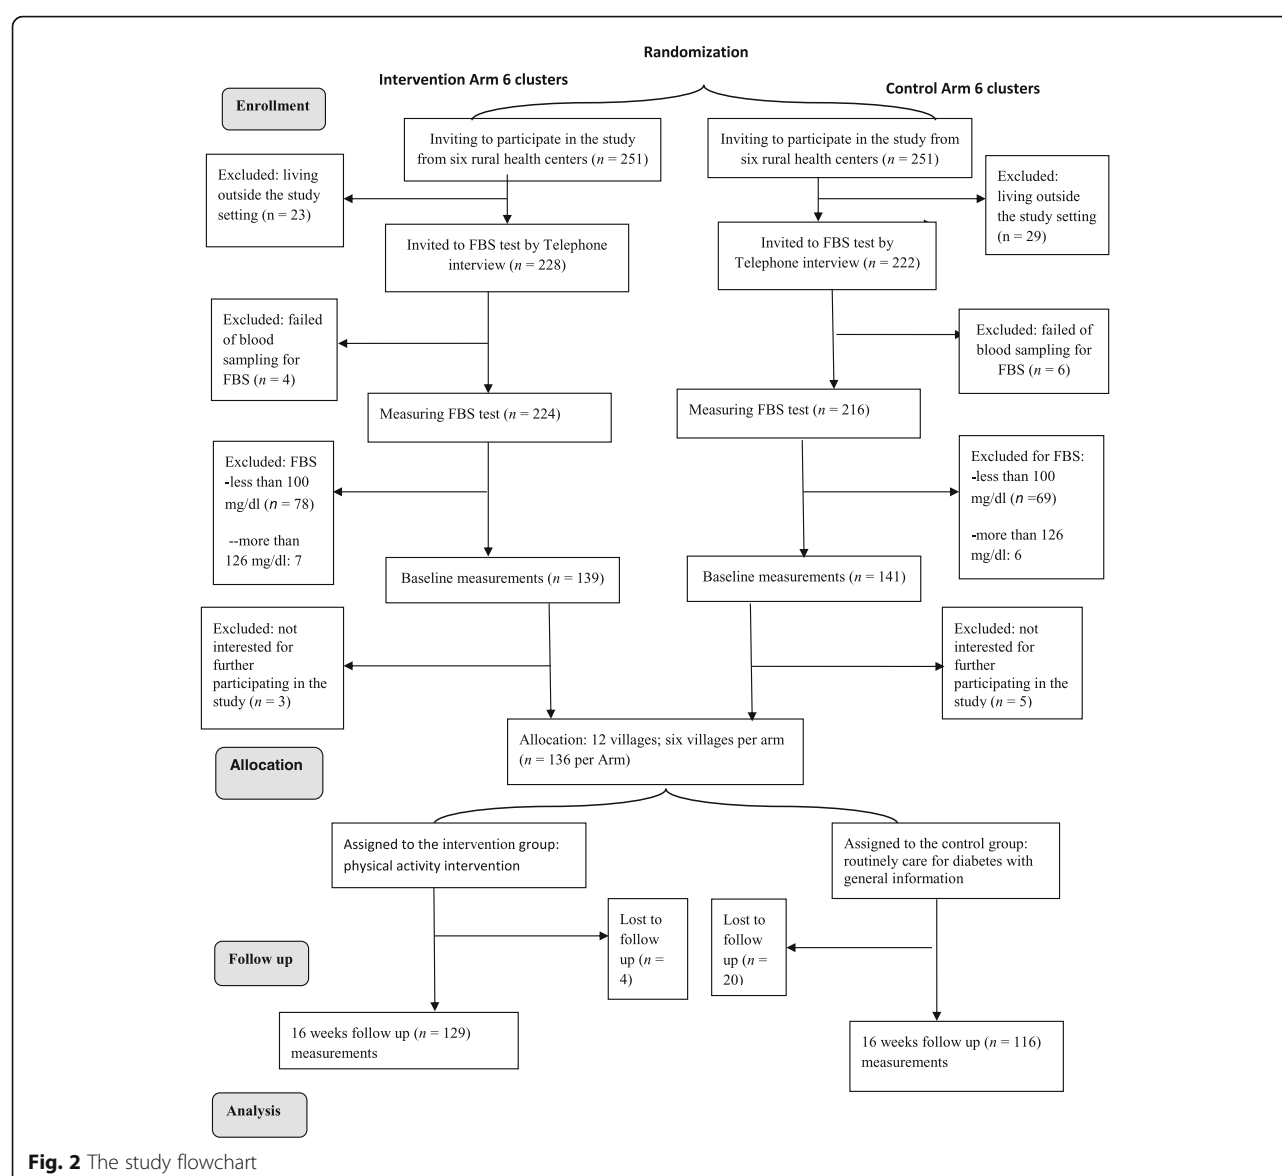 Randomization
Intervention Arm 6 clusters
Control Arm 6 clusters
Enrollment
Inviting to participate in the study
from six rural health centers (n = 251)
Inviting to participate in the study from
six rural health centers (n = 251)
Excluded: living
outside the study
setting (n = 23)
Excluded:
living outside
the study setting
(n = 29)
Invited to FBS test by Telephone
interview (n = 228)
Invited to FBS test by
Telephone interview (n = 222)
Excluded: failed
of blood
sampling for
FBS (n = 4)
Excluded: failed of
blood sampling for
FBS (n = 6)
Measuring FBS test (n = 224)
Measuring FBS test (n = 216)
Excluded: FBS
-less than 100
mg/dl (n = 78)
--more than
126 mg/dl: 7
Excluded for FBS:
-less than 100
mg/dl (n =69)
-more than 126
mg/dl: 6
Baseline measurements (n = 139)
Baseline measurements (n = 141)
Excluded: not
interested for
further
participating in the
study (n = 3)
Excluded: not
interested for
further
participating in the
study (n = 5)
Allocation: 12 villages; six villages per arm
(n = 136 per Arm)
Allocation
Assigned to the intervention group:
physical activity intervention
Assigned to the control group:
routinely care for diabetes with
general information
Lost to
follow
up (n =
4)
Lost to
follow
up (n =
20)
Follow up
16 weeks follow up (n = 129)
measurements
16 weeks follow up (n = 116)
measurements
Analysis
Fig. 2 The study flowchart